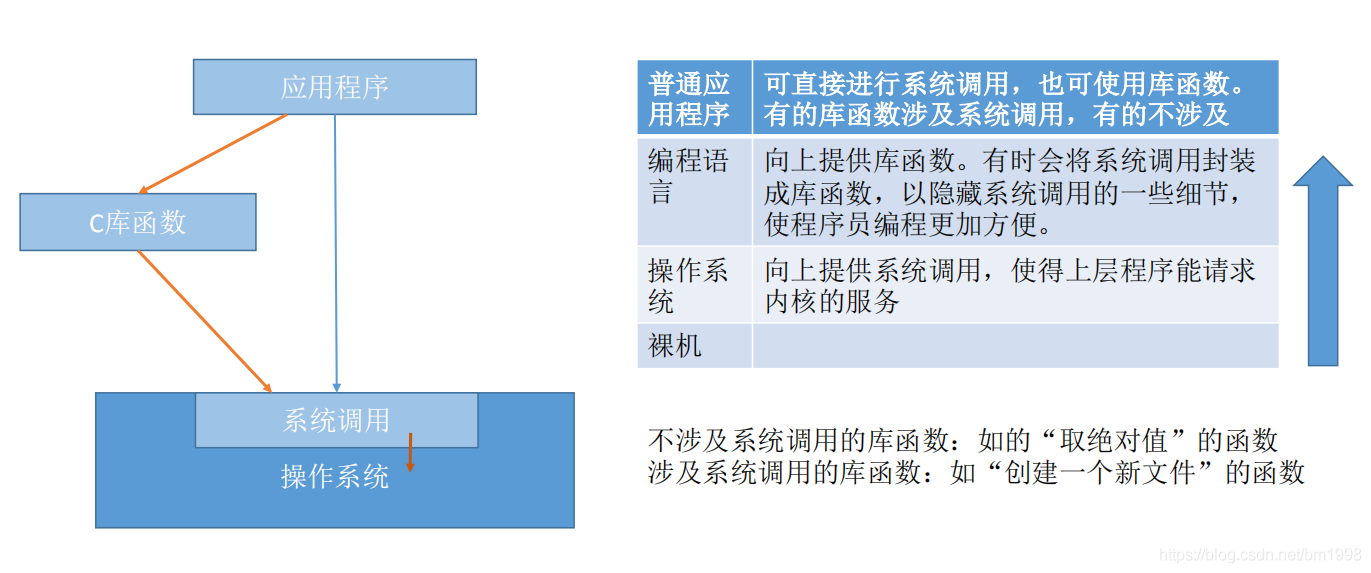 应用程序
C库函数
系统调用
操作系统
普通应
用程序
可直接进行系统调用，也可使用库函数。
有的库函数涉及系统调用，有的不涉及
编程语
言
向上提供库函数。有时会将系统调用封装
成库函数，以隐藏系统调用的一些细节，
使程序员编程更加方便。
操作系
统
向上提供系统调用，使得上层程序能请求
内核的服务
裸机
不涉及系统调用的库函数：如的“取绝对值”的函数
涉及系统调用的库函数：如“创建一个新文件”的函数
https://blog.csdn.net/bm1998